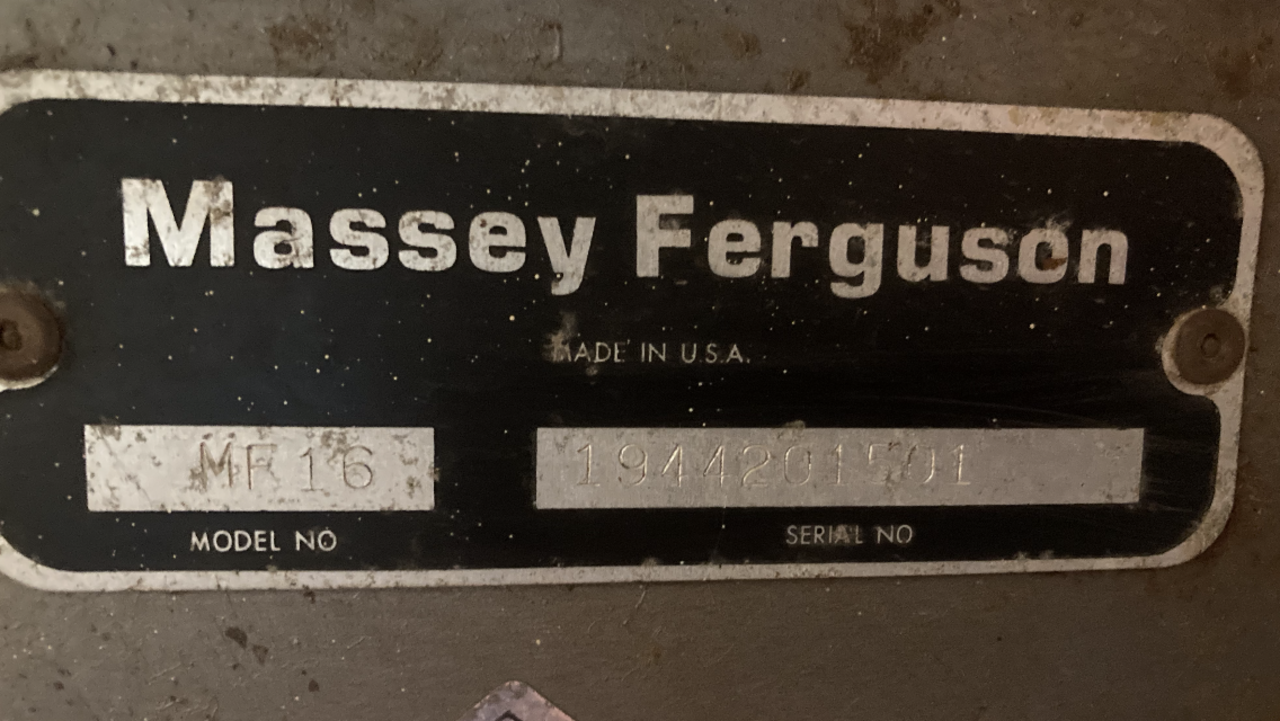 Massey Ferguson
MADE IN U.S.A.
MF16 1944201501
MODEL NO SERIAL NO